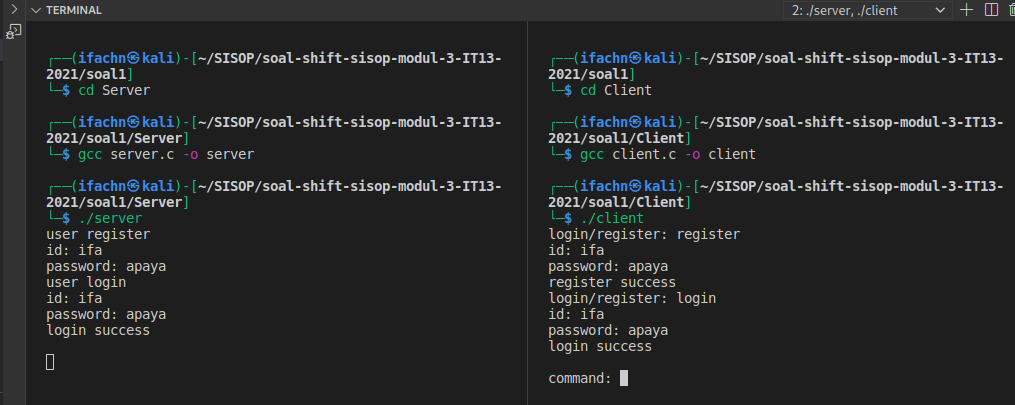 TERMINAL
2: ./server, ./client
┌──(ifachn㉿kali)-[~/SISOP/soal-shift-sisop-modul-3-IT13-
2021/soal1]
└─$ cd Server
┌──(ifachn㉿kali)-[~/SISOP/soal-shift-sisop-modul-3-IT13-
2021/soal1/Server]
└─$ gcc server.c -o server
┌──(ifachn㉿kali)-[~/SISOP/soal-shift-sisop-modul-3-IT13-
2021/soal1/Server]
└─$ ./server
user register
id: ifa
password: apaya
user login
id: ifa
password: apaya
login success
┌──(ifachn㉿kali)-[~/SISOP/soal-shift-sisop-modul-3-IT13-
2021/soal1]
└─$ cd Client
┌──(ifachn㉿kali)-[~/SISOP/soal-shift-sisop-modul-3-IT13-
2021/soal1/Client]
└─$ gcc client.c -o client
┌──(ifachn㉿kali)-[~/SISOP/soal-shift-sisop-modul-3-IT13-
2021/soal1/Client]
└─$ ./client
login/register: register
id: ifa
password: apaya
register success
login/register: login
id: ifa
password: apaya
login success
command: